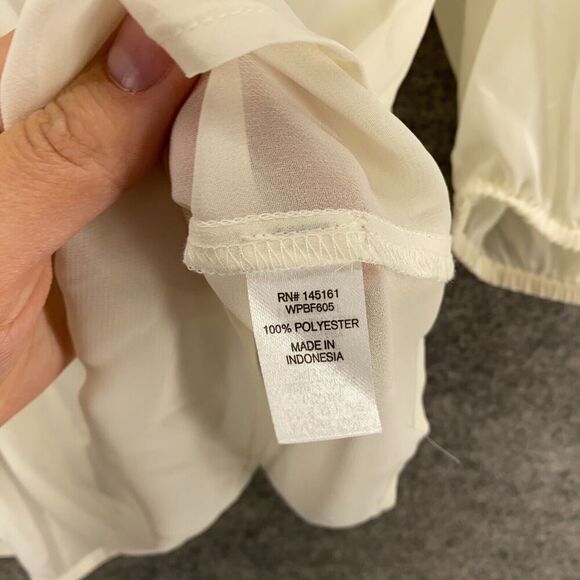 RN# 145161
WPBF605
100% POLYESTER
MADE IN
INDONESIA